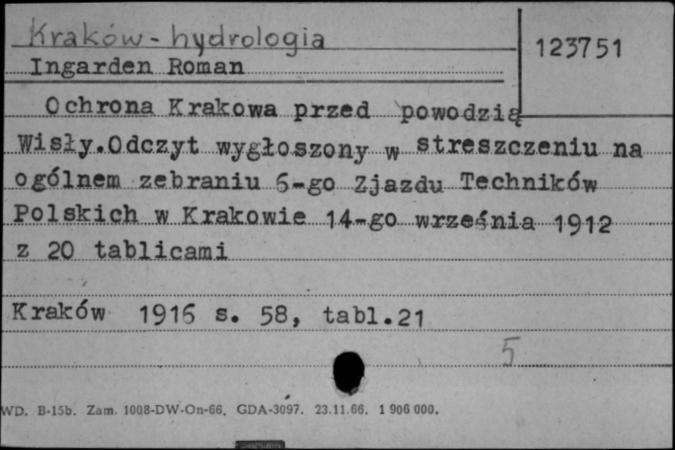 Kraków - hydrologia
123751
Ingarden Roman
Ochrona Krakowa przed powodzią
Wisły.Odczyt wygłoszony w streszczeniu na
ogólnem zebraniu 6-go Zjazdu Techników
Polskich w Krakowie 14-go września 1912
z 20 tablicami
Kraków 1916 s. 58, tabl.21
5
WD. B-15b. Zam. 1008-DW-On-66. GDA-3097. 23.11.66. 1 906 000.